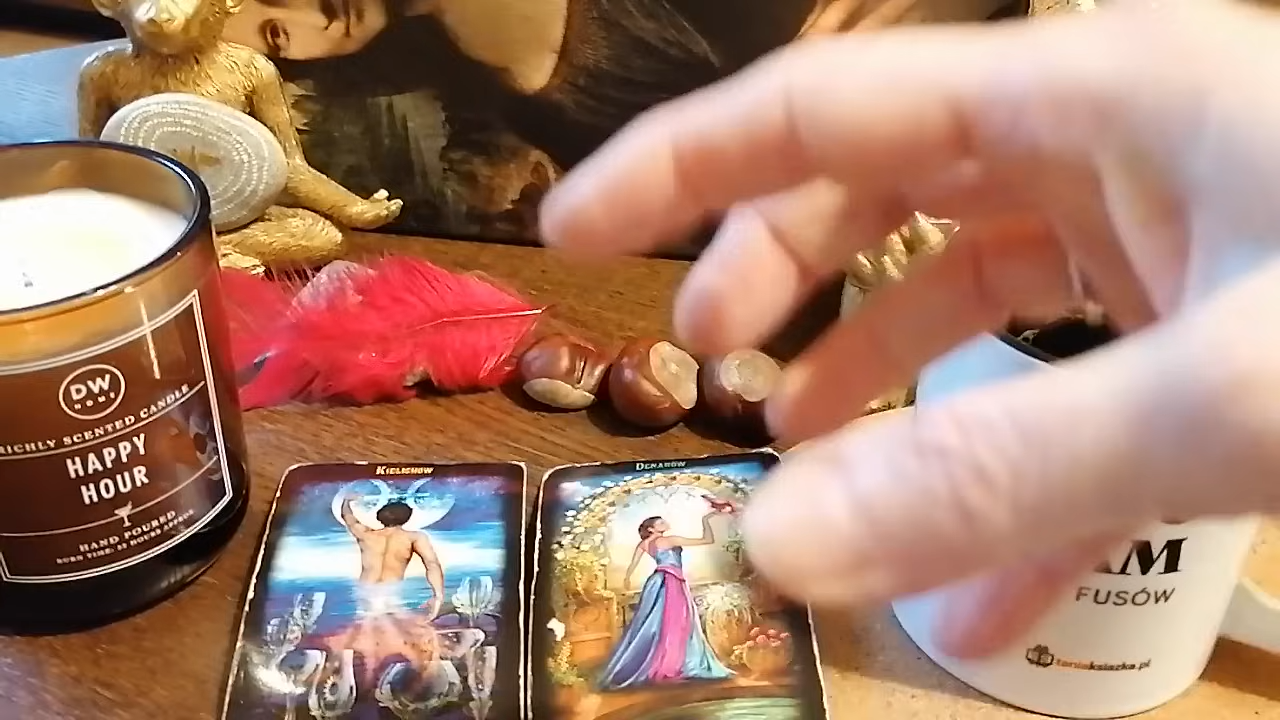 DW
HOME
RICHLY SCENTED CANDLE
HAPPY
HOUR
HAND POURED
KIELICHÓW
DENARÓW
AM
FUSÓW
taniaksiazka.pl